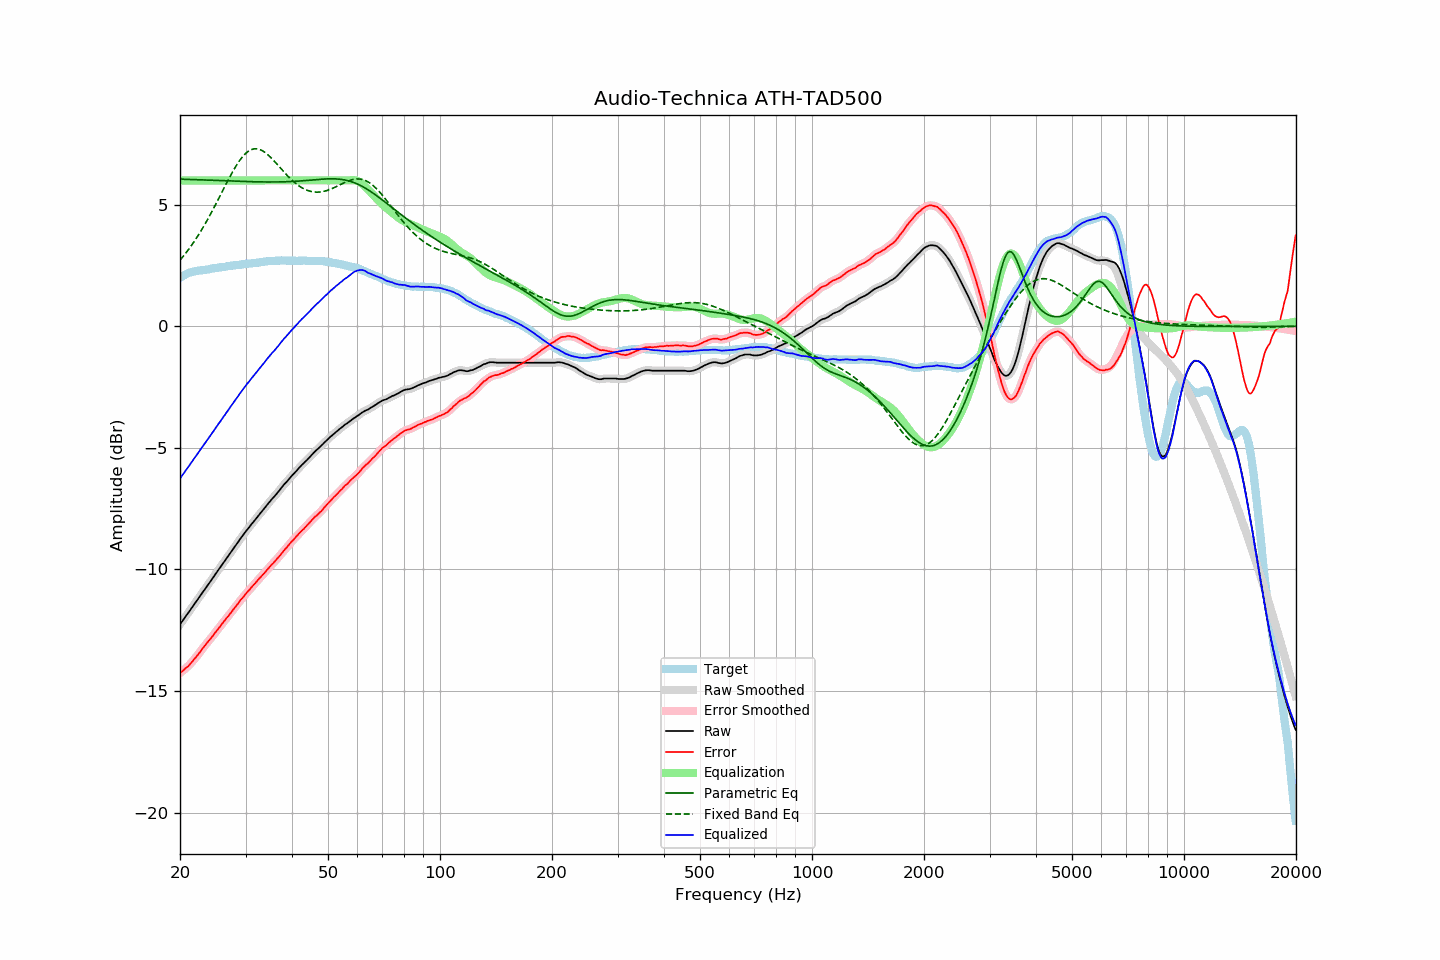 Audio-Technica ATH-TAD500
Amplitude (dBr)
5
0
−5
−10
−15
−20
Target
Raw Smoothed
Error Smoothed
Raw
Error
Equalization
Parametric Eq
Fixed Band Eq
Equalized
20 50 100 200 500 1000 2000 5000 10000 20000
Frequency (Hz)